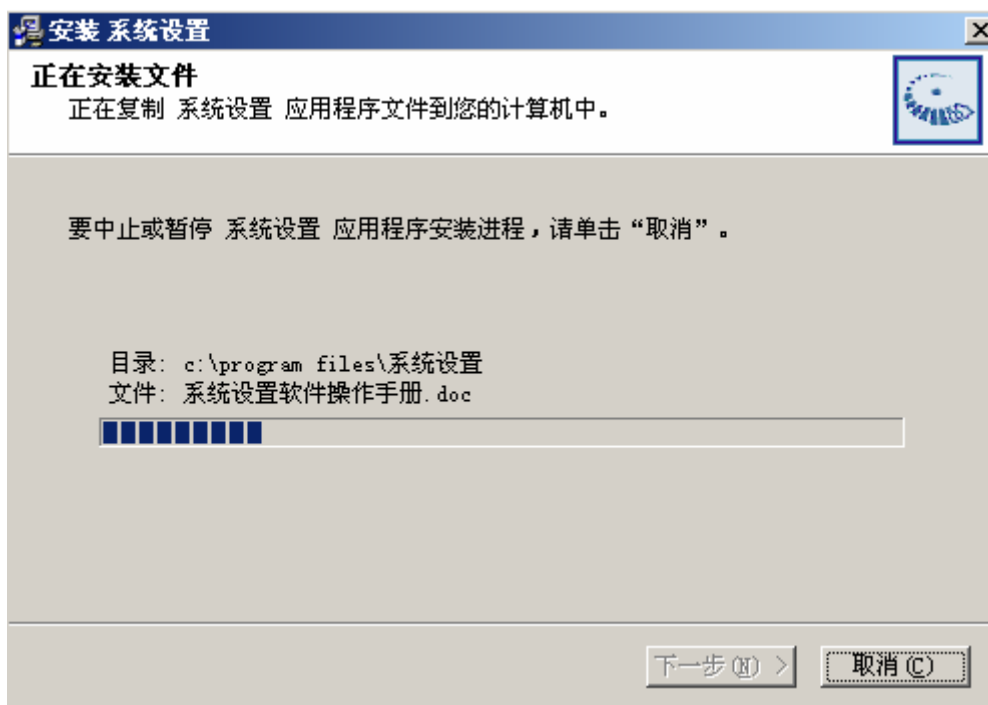 安装 系统设置
正在安装文件
正在复制 系统设置 应用程序文件到您的计算机中。
要中止或暂停 系统设置 应用程序安装进程,请单击“取消”。
目录: c:\program files\系统设置
文件: 系统设置软件操作手册.doc
下一步(N) > 取消(C)